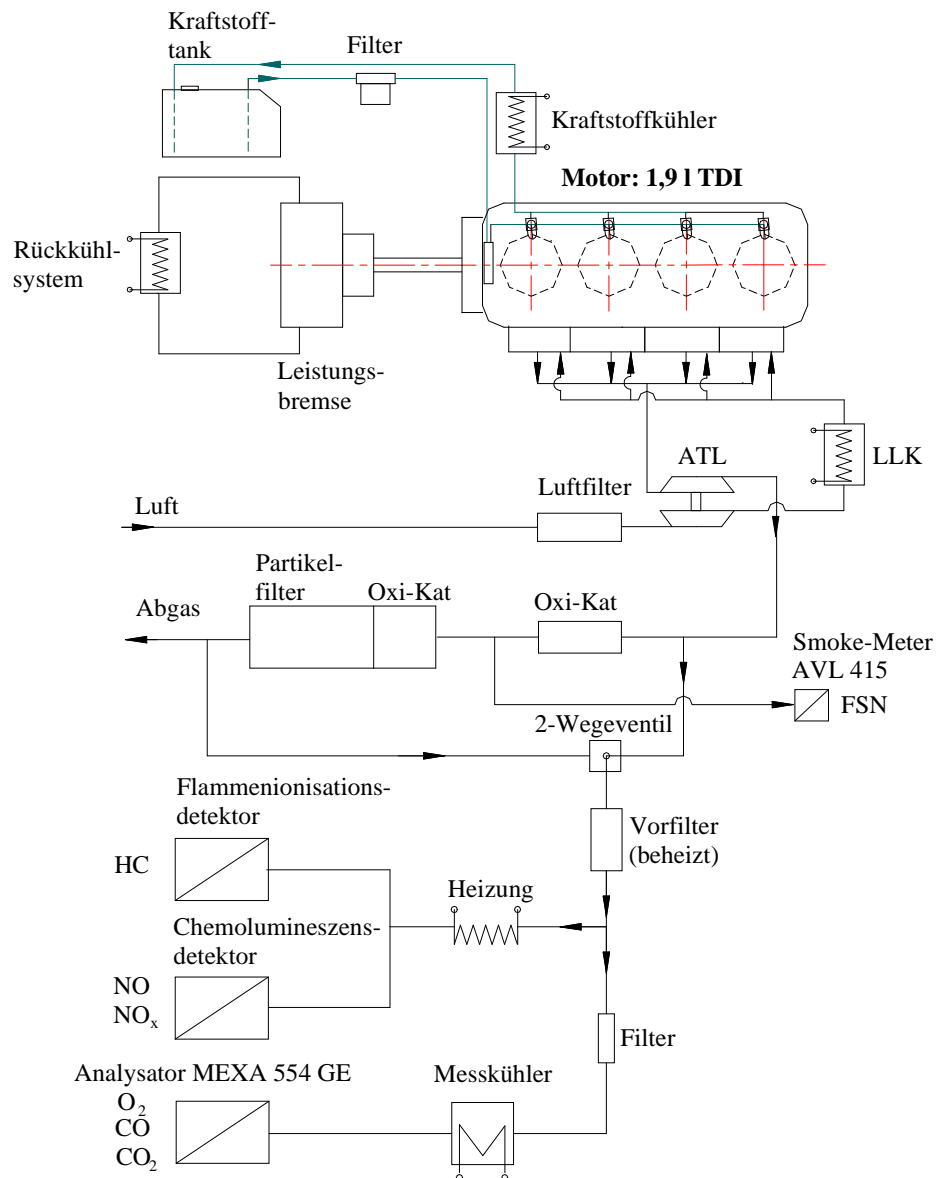 Kraftstoff-
tank
Filter
Kraftstoffkühler
Motor: 1,9 l TDI
Rückkühl-
system
Leistungs-
bremse
ATL
LLK
Luftfilter
Luft
Partikel-
filter
Oxi-Kat
Oxi-Kat
Abgas
Smoke-Meter
AVL 415
FSN
2-Wegeventil
Flammenionisations-
detektor
HC
Vorfilter
(beheizt)
Heizung
Chemolumineszens-
detektor
NO
NOₓ
Filter
Analysator MEXA 554 GE
Messkühler
O₂
CO
CO₂